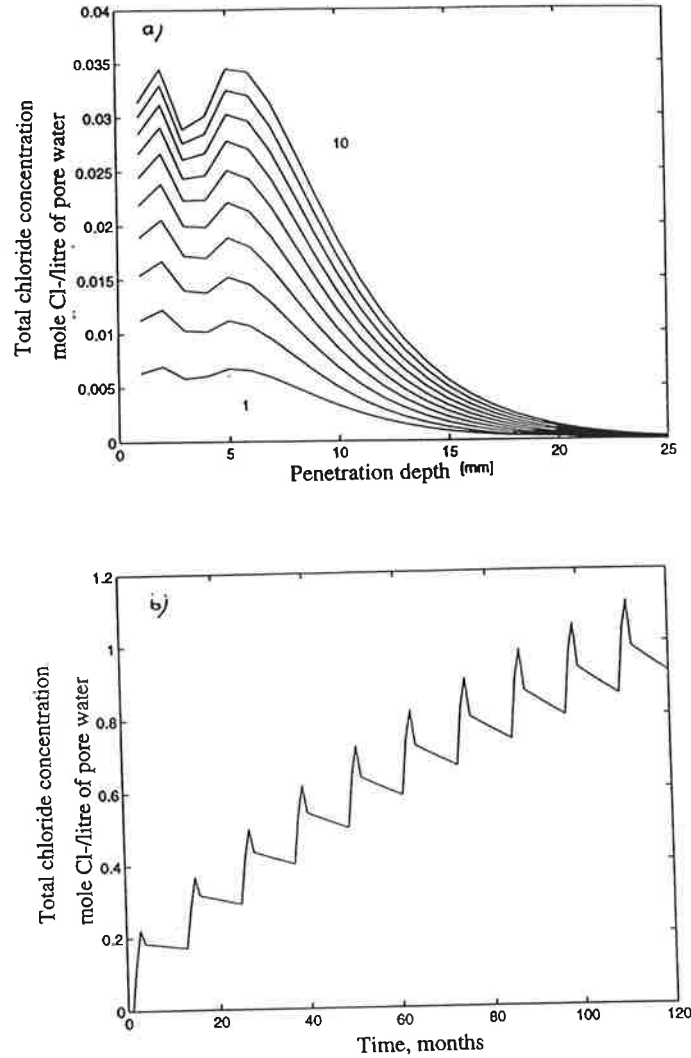 a)
0.04
0.035
0.03
0.025
0.02
0.015
0.01
0.005
0
Total chloride concentration
mole Cl-/litre of pore water
10
1
0 5 10 15 20 25
Penetration depth [mm]
b)
1.2
1
0.8
0.6
0.4
0.2
0
Total chloride concentration
mole Cl-/litre of pore water
0 20 40 60 80 100 120
Time, months